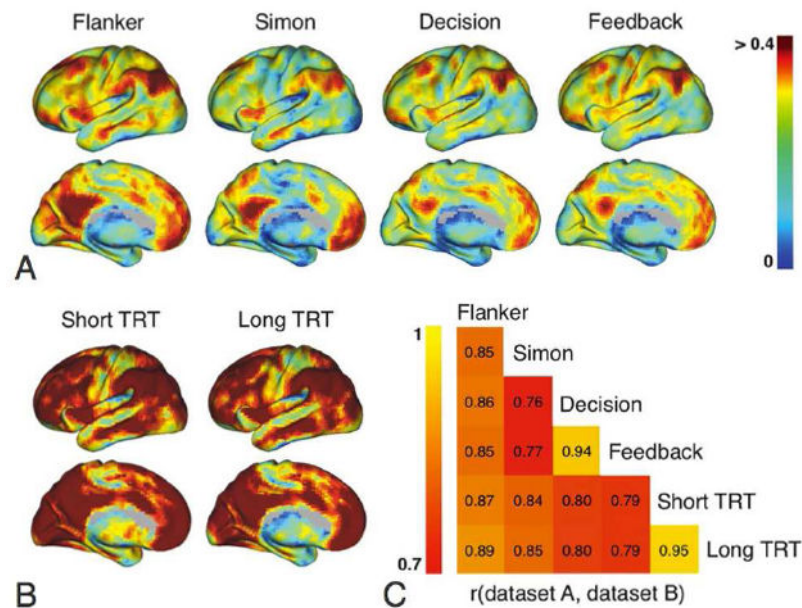 Flanker Simon Decision Feedback
> 0.4
0
A
Short TRT Long TRT
B
1
0.7
Flanker
0.85 Simon
0.86 0.76 Decision
0.85 0.77 0.94 Feedback
0.87 0.84 0.80 0.79 Short TRT
0.89 0.85 0.80 0.79 0.95 Long TRT
C
r(dataset A, dataset B)